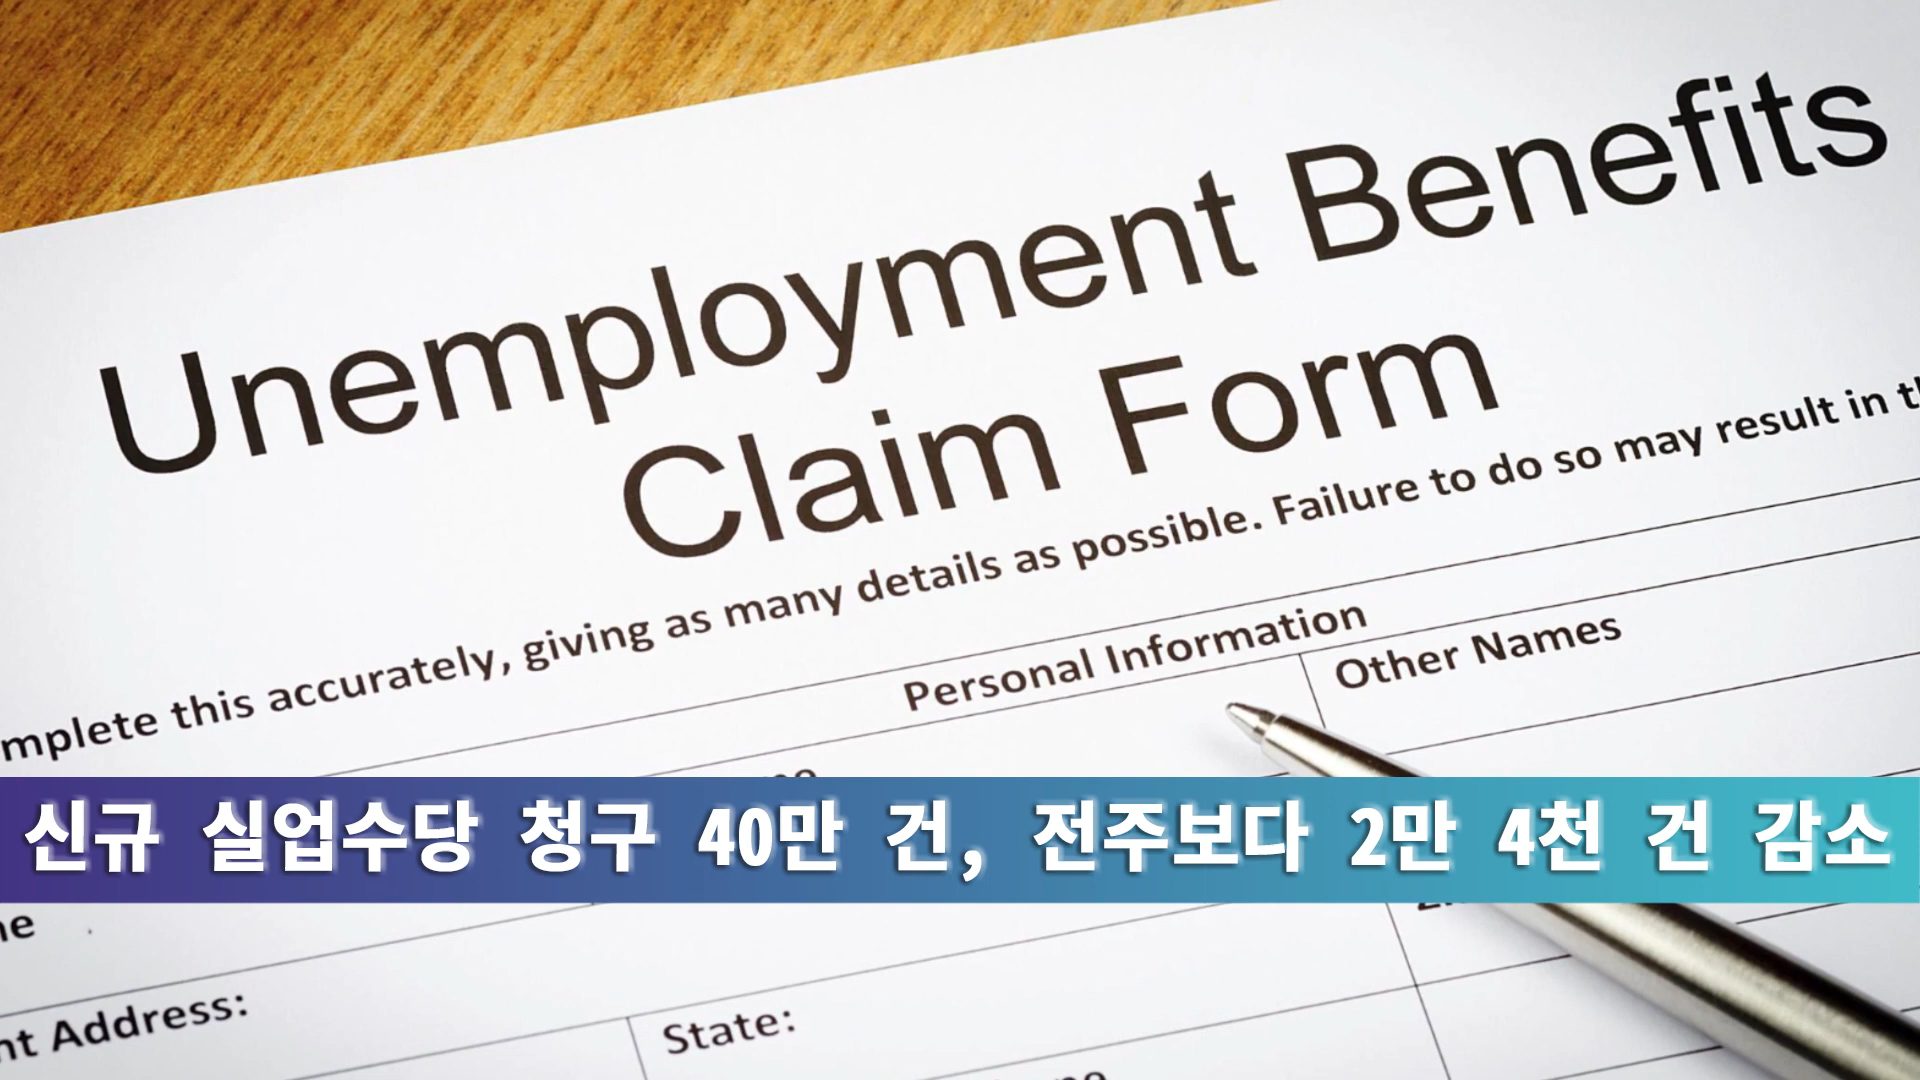 Unemployment Benefits
Claim Form
mplete this accurately, giving as many details as possible. Failure to do so may result in th
Personal Information
Other Names
신규 실업수당 청구 40만 건, 전주보다 2만 4천 건 감소
nt Address:
State: